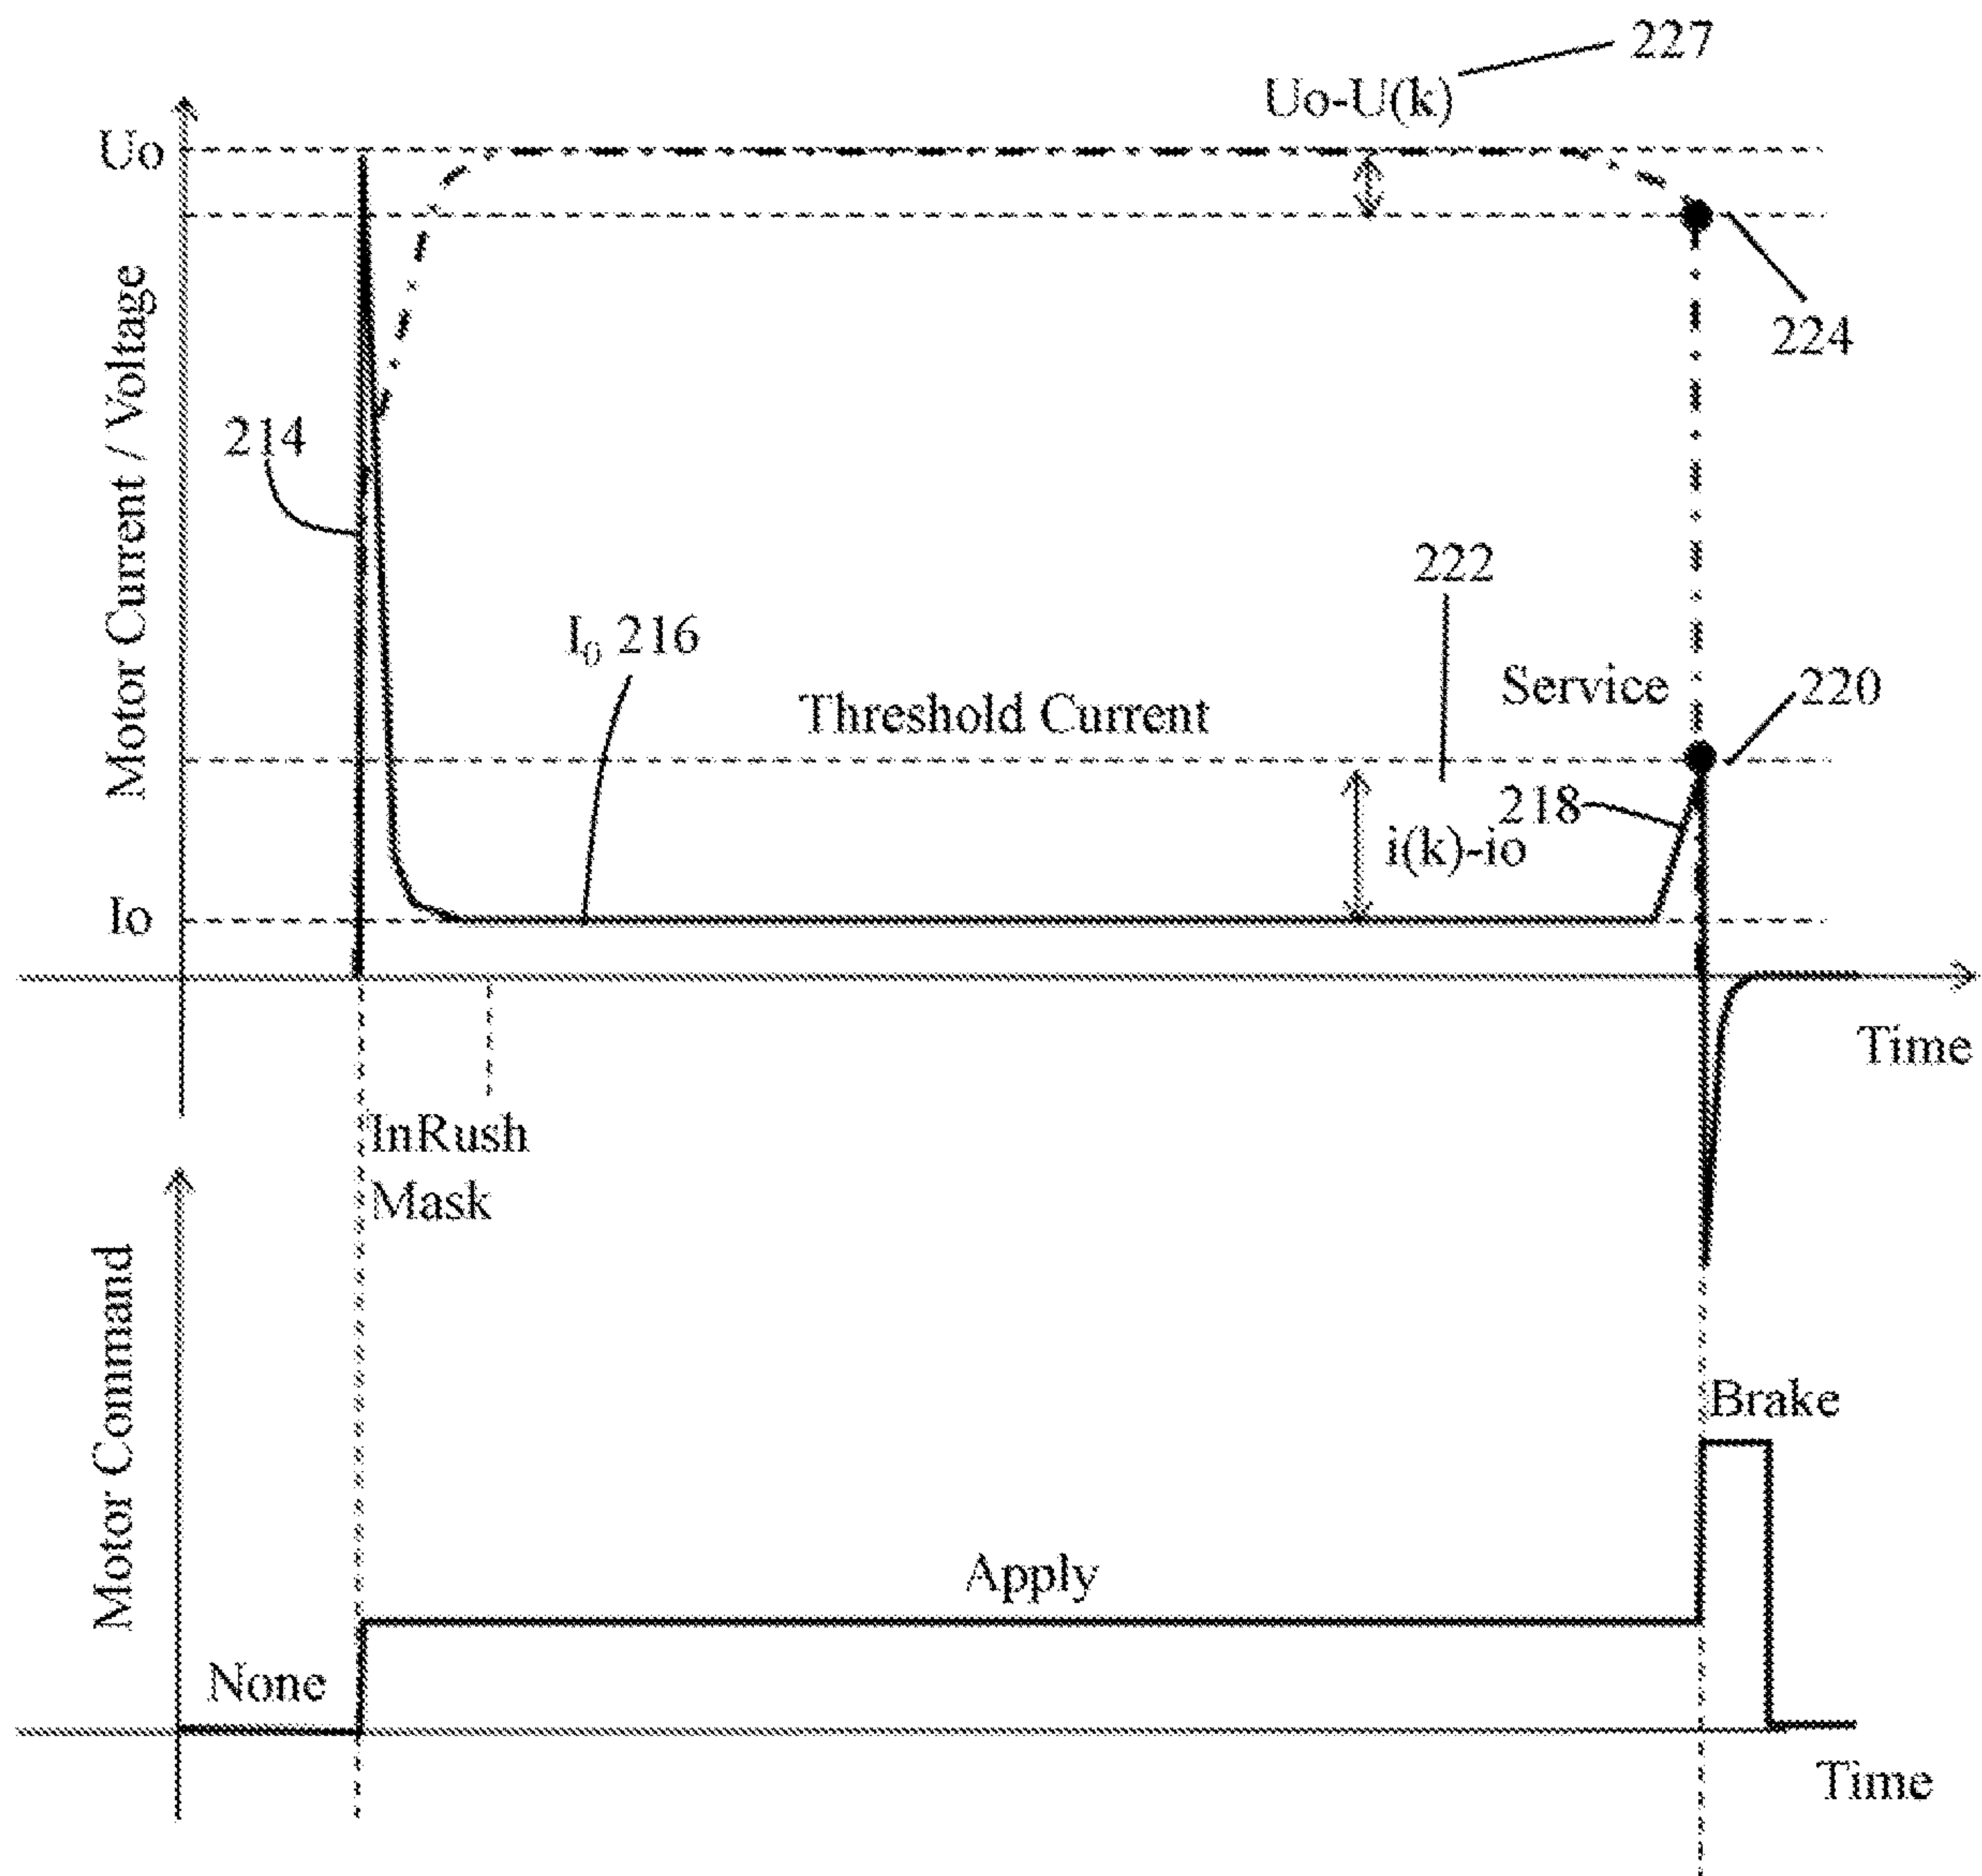 227
Uo-U(k)
Uo
Motor Current / Voltage
224
214
222
I₀ 216
Service
220
Threshold Current
218
i(k)-io
Io
Time
InRush
Mask
Motor Command
Brake
Apply
None
Time